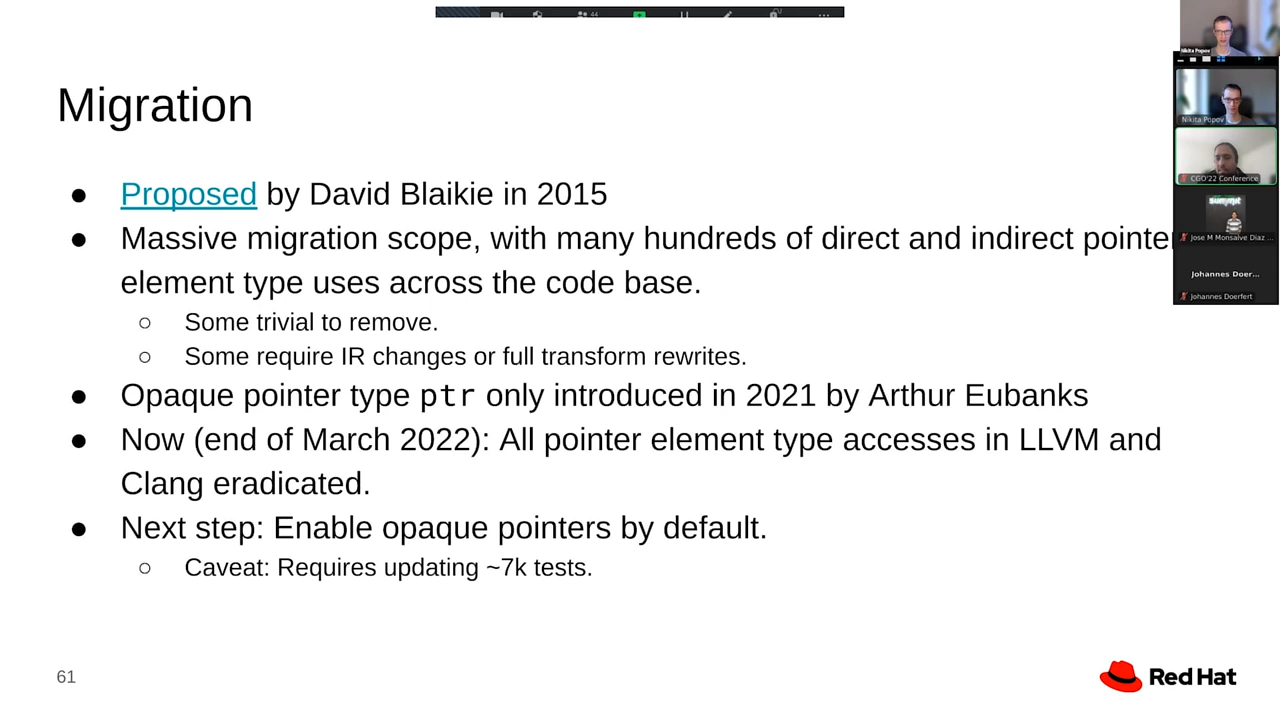 44
Nikita Popov
Migration
Nikita Popov
CGO'22 Conference
summit
Jose M Monsalve Diaz ...
Johannes Doer...
Johannes Doerfert
● Proposed by David Blaikie in 2015
● Massive migration scope, with many hundreds of direct and indirect pointer
element type uses across the code base.
○ Some trivial to remove.
○ Some require IR changes or full transform rewrites.
● Opaque pointer type ptr only introduced in 2021 by Arthur Eubanks
● Now (end of March 2022): All pointer element type accesses in LLVM and
Clang eradicated.
● Next step: Enable opaque pointers by default.
○ Caveat: Requires updating ~7k tests.
61
Red Hat